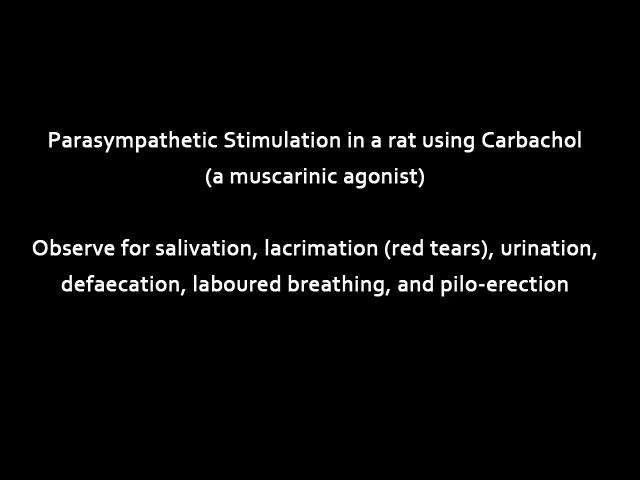 Parasympathetic Stimulation in a rat using Carbachol
(a muscarinic agonist)
Observe for salivation, lacrimation (red tears), urination,
defaecation, laboured breathing, and pilo-erection